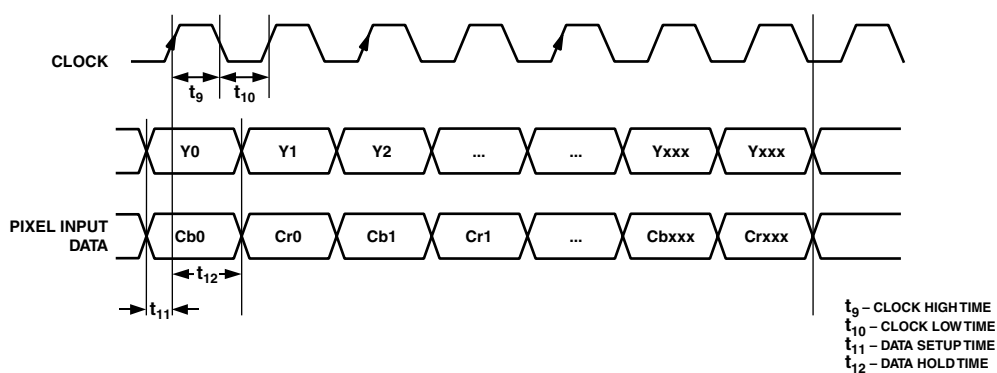 CLOCK
t9 t10
Y0 Y1 Y2 ... ... Yxxx Yxxx
PIXEL INPUT
DATA
Cb0 Cr0 Cb1 Cr1 ... Cbxxx Crxxx
t12
t11
t9 – CLOCK HIGH TIME
t10 – CLOCK LOW TIME
t11 – DATA SETUP TIME
t12 – DATA HOLD TIME